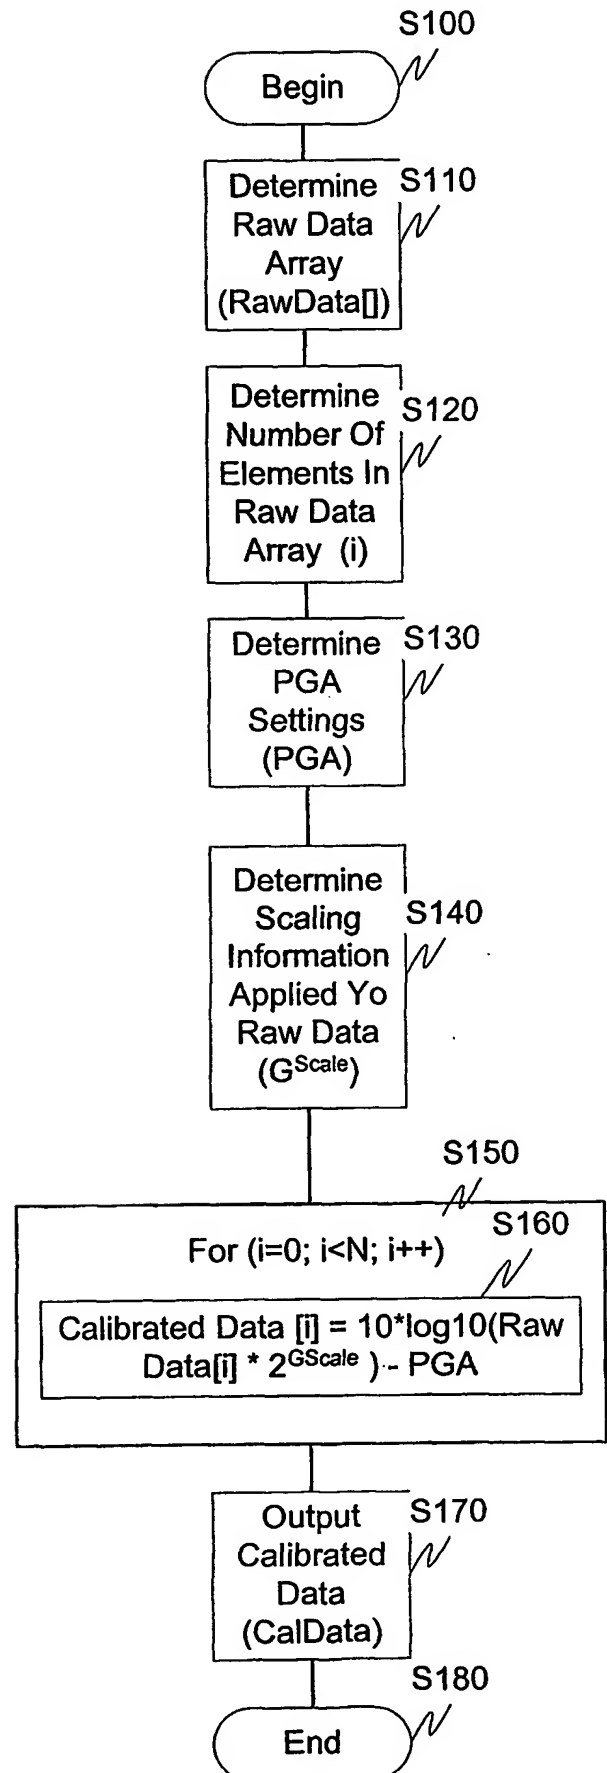 S100
Begin
S110
Determine
Raw Data
Array
(RawData[])
S120
Determine
Number Of
Elements In
Raw Data
Array (i)
S130
Determine
PGA
Settings
(PGA)
S140
Determine
Scaling
Information
Applied Yo
Raw Data
(G^Scale)
S150
For (i=0; i<N; i++)
S160
Calibrated Data [i] = 10*log10(Raw
Data[i] * 2^GScale ) - PGA
S170
Output
Calibrated
Data
(CalData)
S180
End